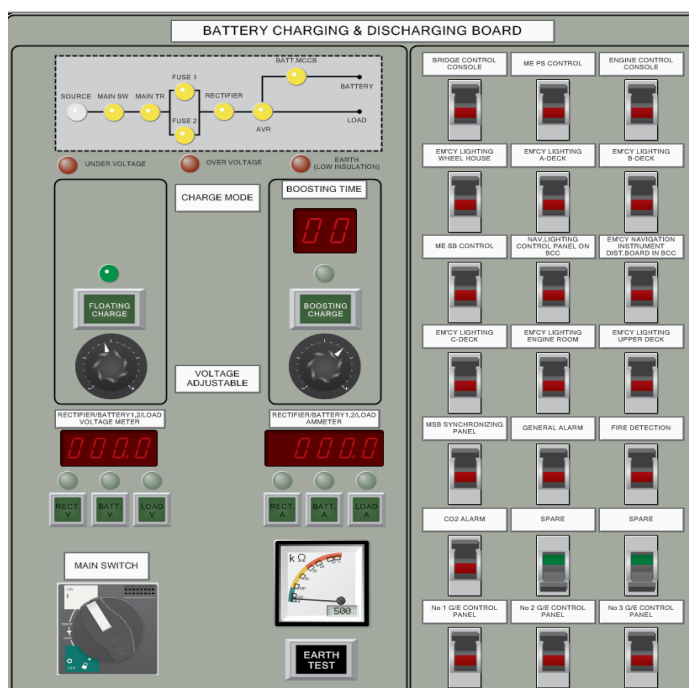 BATTERY CHARGING & DISCHARGING BOARD
BATT.MCCB
FUSE 1
BATTERY
SOURCE
MAIN SW
MAIN TR
RECTIFIER
LOAD
FUSE 2
AVR
UNDER VOLTAGE
OVER VOLTAGE
EARTH
(LOW INSULATION)
CHARGE MODE
BOOSTING TIME
00
FLOATING
CHARGE
BOOSTING
CHARGE
VOLTAGE
ADJUSTABLE
RECTIFIER/BATTERY1,2/LOAD
VOLTAGE METER
RECTIFIER/BATTERY1,2/LOAD
AMMETER
000.0
000.0
RECT.
V
BATT.
V
LOAD
V
RECT.
A
BATT.
A
LOAD
A
MAIN SWITCH
kΩ
500
EARTH
TEST
BRIDGE CONTROL
CONSOLE
ME PS CONTROL
ENGINE CONTROL
CONSOLE
EM'CY LIGHTING
WHEEL HOUSE
EM'CY LIGHTING
A-DECK
EM'CY LIGHTING
B-DECK
ME SB CONTROL
NAV.LIGHTING
CONTROL PANEL ON
BCC
EM'CY NAVIGATION
INSTRUMENT
DIST.BOARD IN BCC
EM'CY LIGHTING
C-DECK
EM'CY LIGHTING
ENGINE ROOM
EM'CY LIGHTING
UPPER DECK
MSB SYNCHRONIZING
PANEL
GENERAL ALARM
FIRE DETECTION
CO2 ALARM
SPARE
SPARE
No 1 G/E CONTROL
PANEL
No 2 G/E CONTROL
PANEL
No 3 G/E CONTROL
PANEL